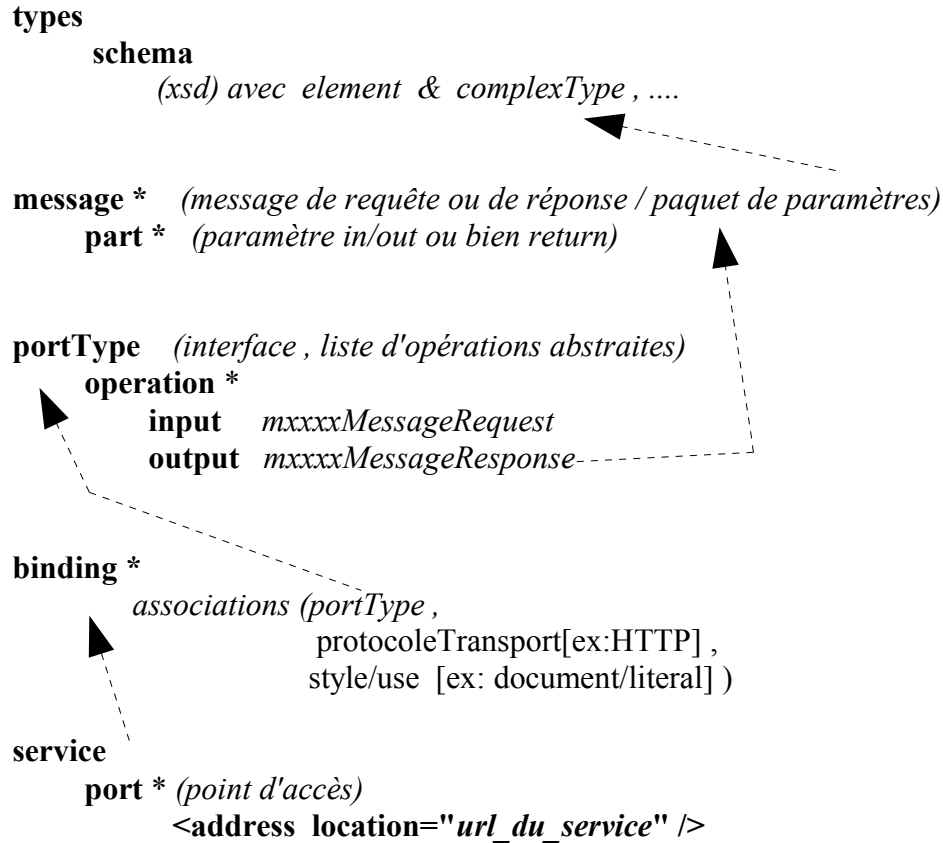 types
schema
(xsd) avec element & complexType , ....
message * (message de requête ou de réponse / paquet de paramètres)
part * (paramètre in/out ou bien return)
portType (interface , liste d'opérations abstraites)
operation *
input mxxxxMessageRequest
output mxxxxMessageResponse
binding *
associations (portType ,
protocoleTransport[ex:HTTP] ,
style/use [ex: document/literal] )
service
port * (point d'accès)
<address location="url_du_service" />